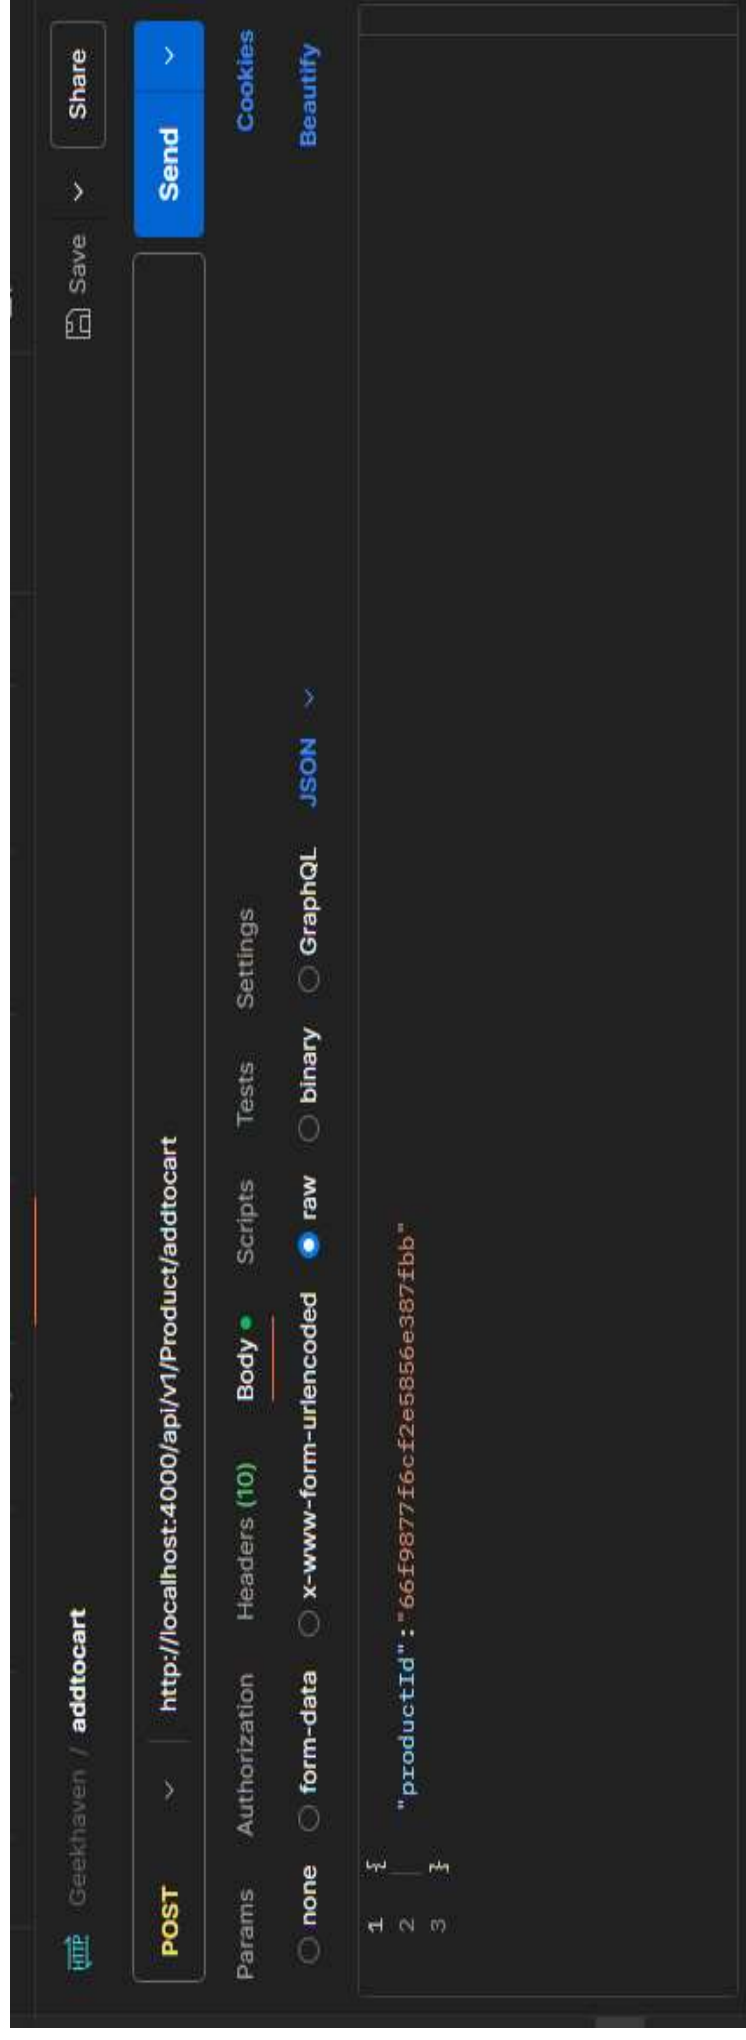 HTTP Geekhaven / addtocart Save Share
POST http://localhost:4000/api/v1/Product/addtocart Send
Params Authorization Headers (10) Body Scripts Tests Settings Cookies
none form-data x-www-form-urlencoded raw binary GraphQL JSON Beautify
1 {
2 "productId":"66f9877f6cf2e5856e387fbb"
3 }